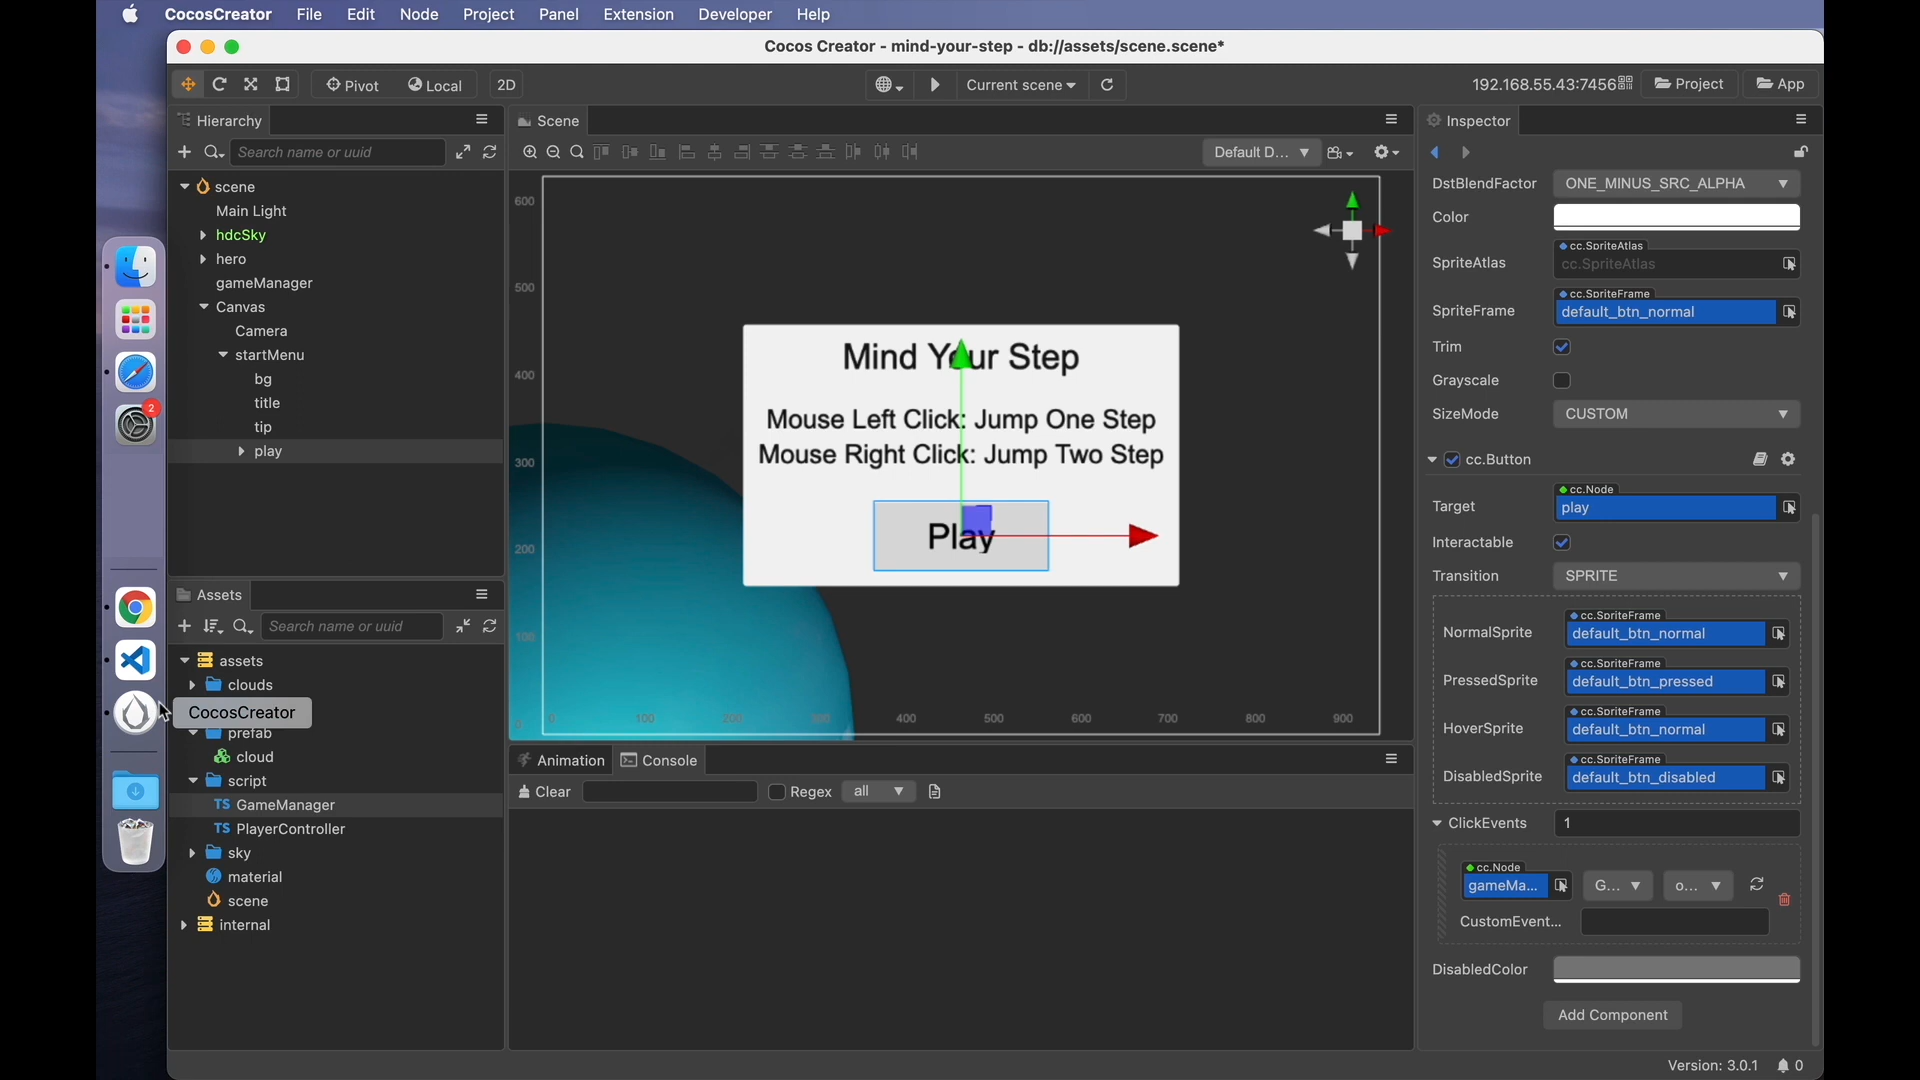 CocosCreator File Edit Node Project Panel Extension Developer Help
Cocos Creator - mind-your-step - db://assets/scene.scene*
Pivot Local 2D Current scene 192.168.55.43:7456 Project App
Hierarchy
Search name or uuid
scene
Main Light
hdcSky
hero
gameManager
Canvas
Camera
startMenu
bg
title
tip
play
Assets
Search name or uuid
assets
clouds
CocosCreator
prefab
cloud
script
TS GameManager
TS PlayerController
sky
material
scene
internal
2
Scene
Default D...
600
500
400
300
200
100
0
0 100 200 300 400 500 600 700 800 900
Mind Your Step
Mouse Left Click: Jump One Step
Mouse Right Click: Jump Two Step
Play
Animation Console
Clear Regex all
Inspector
DstBlendFactor ONE_MINUS_SRC_ALPHA
Color
cc.SpriteAtlas
SpriteAtlas cc.SpriteAtlas
cc.SpriteFrame
SpriteFrame default_btn_normal
Trim
Grayscale
SizeMode CUSTOM
cc.Button
cc.Node
Target play
Interactable
Transition SPRITE
cc.SpriteFrame
NormalSprite default_btn_normal
cc.SpriteFrame
PressedSprite default_btn_pressed
cc.SpriteFrame
HoverSprite default_btn_normal
cc.SpriteFrame
DisabledSprite default_btn_disabled
ClickEvents 1
cc.Node
gameMa... G... o...
CustomEvent...
DisabledColor
Add Component
Version: 3.0.1 0